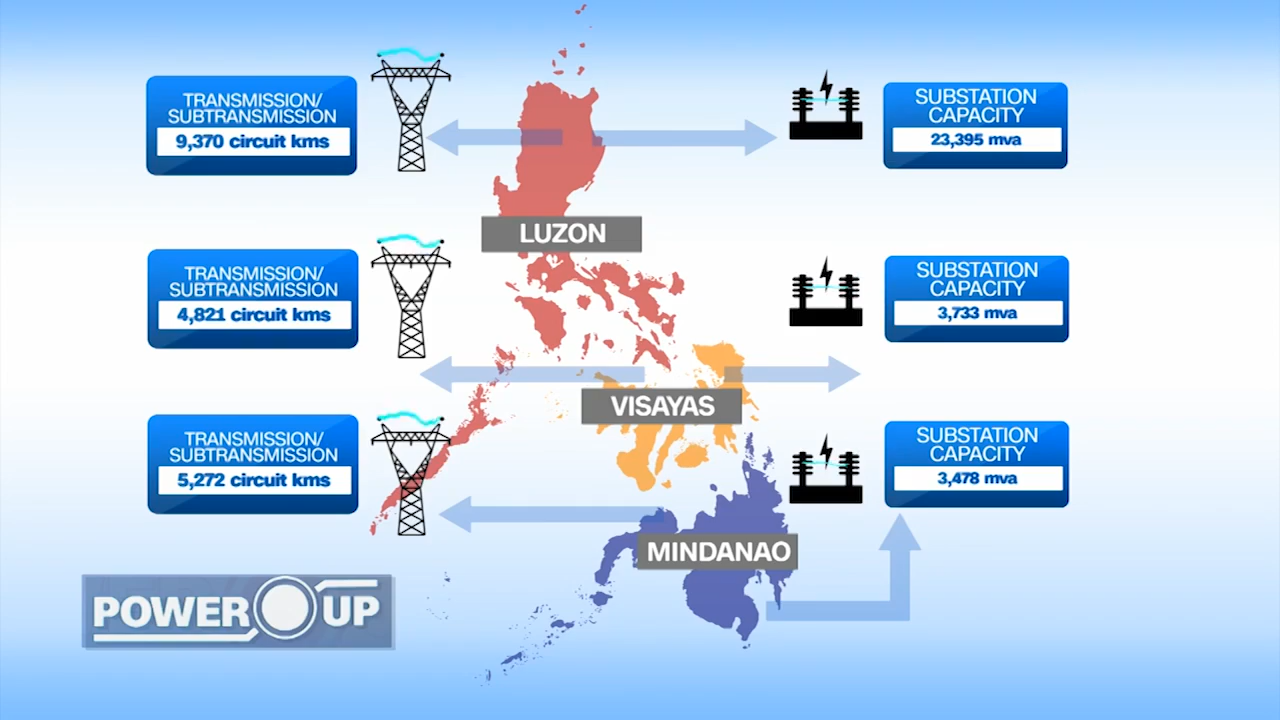 TRANSMISSION/
SUBTRANSMISSION
9,370 circuit kms
SUBSTATION
CAPACITY
23,395 mva
LUZON
TRANSMISSION/
SUBTRANSMISSION
4,821 circuit kms
SUBSTATION
CAPACITY
3,733 mva
VISAYAS
TRANSMISSION/
SUBTRANSMISSION
5,272 circuit kms
SUBSTATION
CAPACITY
3,478 mva
MINDANAO
POWER UP